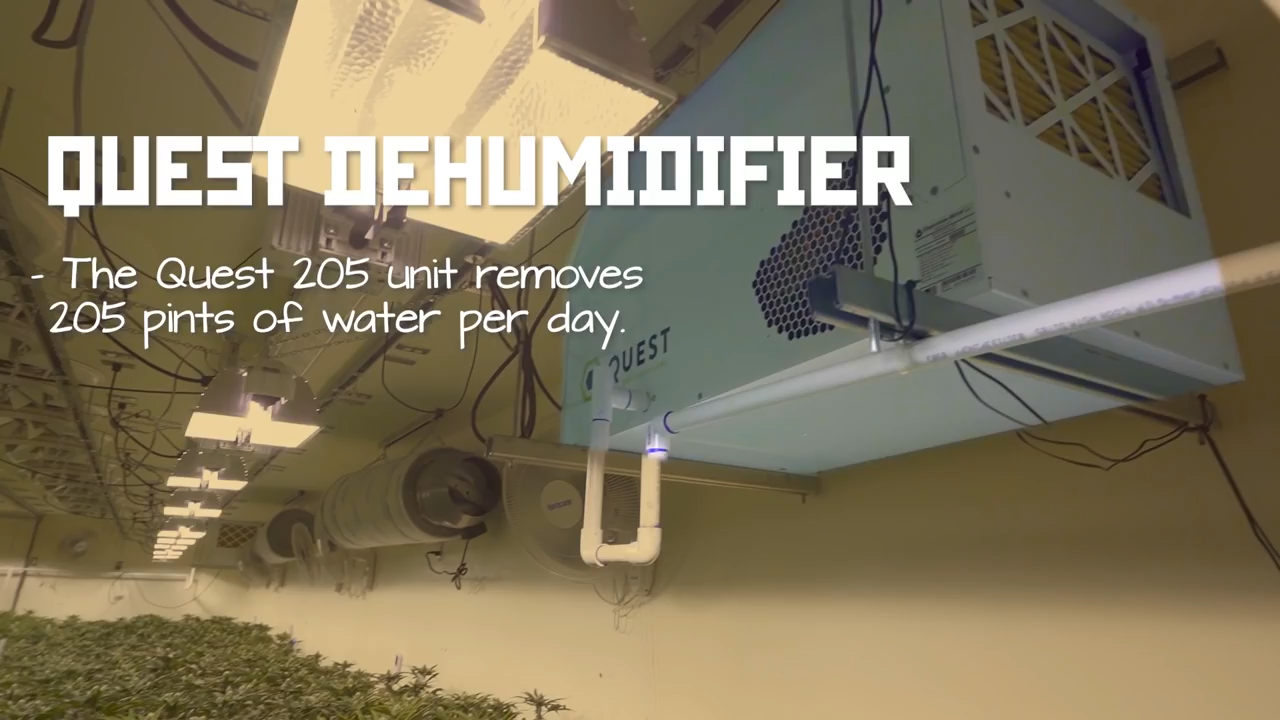 QUEST DEHUMIDIFIER
- The Quest 205 unit removes
205 pints of water per day.
QUEST